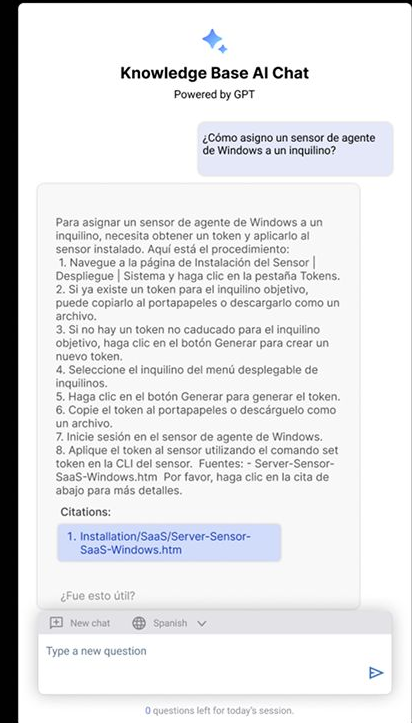 Knowledge Base AI Chat
Powered by GPT
¿Cómo asigno un sensor de agente
de Windows a un inquilino?
Para asignar un sensor de agente de Windows a un
inquilino, necesita obtener un token y aplicarlo al
sensor instalado. Aquí está el procedimiento:
1. Navegue a la página de Instalación del Sensor |
Despliegue | Sistema y haga clic en la pestaña Tokens.
2. Si ya existe un token para el inquilino objetivo,
puede copiarlo al portapapeles o descargarlo como un
archivo.
3. Si no hay un token no caducado para el inquilino
objetivo, haga clic en el botón Generar para crear un
nuevo token.
4. Seleccione el inquilino del menú desplegable de
inquilinos.
5. Haga clic en el botón Generar para generar el token.
6. Copie el token al portapapeles o descárguelo como
un archivo.
7. Inicie sesión en el sensor de agente de Windows.
8. Aplique el token al sensor utilizando el comando set
token en la CLI del sensor. Fuentes: - Server-Sensor-
SaaS-Windows.htm Por favor, haga clic en la cita de
abajo para más detalles.
Citations:
1. Installation/SaaS/Server-Sensor-
SaaS-Windows.htm
¿Fue esto útil?
New chat Spanish
Type a new question
0 questions left for today's session.